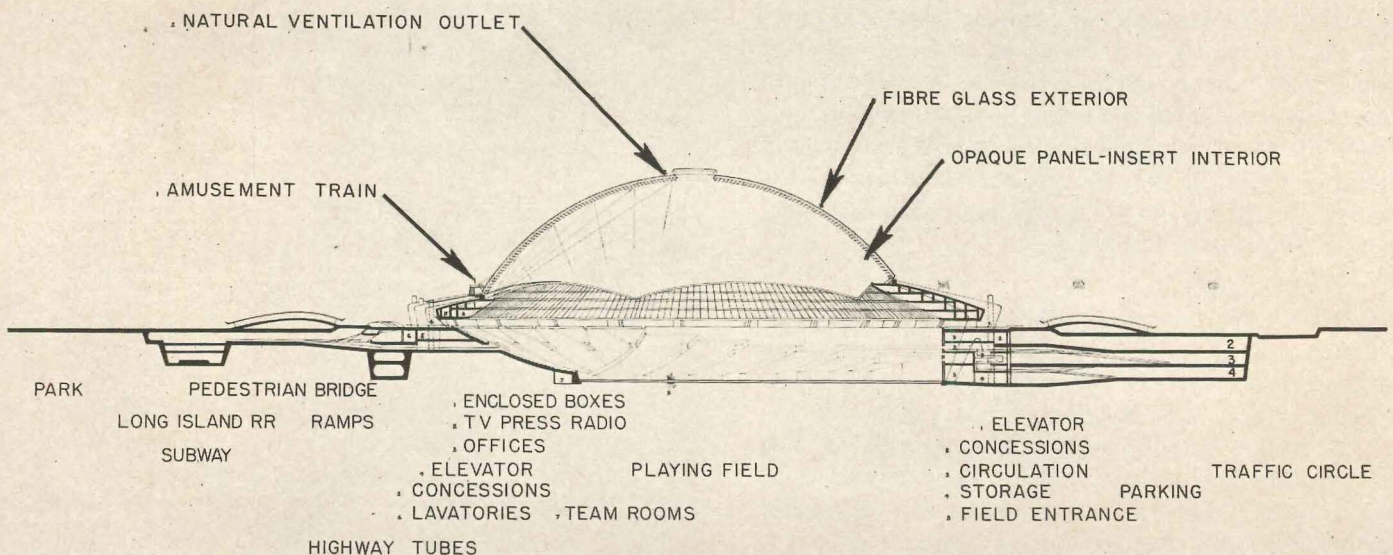 NATURAL VENTILATION OUTLET
FIBRE GLASS EXTERIOR
OPAQUE PANEL-INSERT INTERIOR
AMUSEMENT TRAIN
2
3
4
7
PARK
PEDESTRIAN BRIDGE
LONG ISLAND RR RAMPS
SUBWAY
ENCLOSED BOXES
TV PRESS RADIO
OFFICES
ELEVATOR
CONCESSIONS
LAVATORIES
TEAM ROOMS
HIGHWAY TUBES
PLAYING FIELD
ELEVATOR
CONCESSIONS
CIRCULATION
STORAGE
FIELD ENTRANCE
PARKING
TRAFFIC CIRCLE